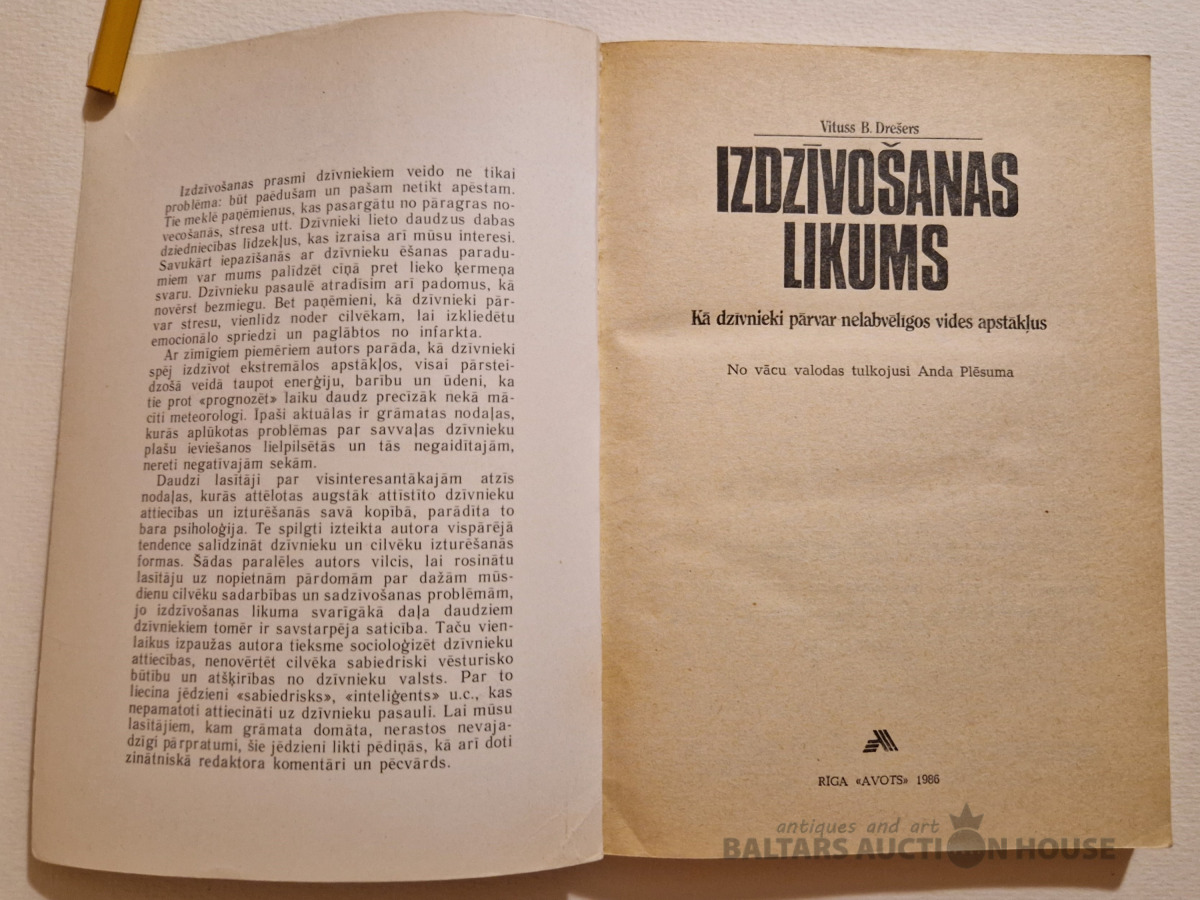 Izdzīvošanas prasmi dzīvniekiem veido ne tikai
problēma: būt paēdušam un pašam netikt apēstam.
Tie meklē paņēmienus, kas pasargātu no pāragras no-
vecošanās, stresa utt. Dzīvnieki lieto daudzus dabas
dziedniecības līdzekļus, kas izraisa arī mūsu interesi.
Savukārt iepazīšanās ar dzīvnieku ēšanas paradu-
miem var mums palīdzēt cīņā pret lieko ķermeņa
svaru. Dzīvnieku pasaulē atradīsim arī padomus, kā
novērst bezmiegu. Bet paņēmieni, kā dzīvnieki pār-
var stresu, vienlīdz noder cilvēkam, lai izkliedētu
emocionālo spriedzi un paglābtos no infarkta.
Ar zīmīgiem piemēriem autors parāda, kā dzīvnieki
spēj izdzīvot ekstremālos apstākļos, visai pārstei-
dzošā veidā taupot enerģiju, barību un ūdeni, ka
tie prot «prognozēt» laiku daudz precīzāk nekā mā-
cīti meteorologi. Īpaši aktuālas ir grāmatas nodaļas,
kurās aplūkotas problēmas par savvaļas dzīvnieku
plašu ieviešanos lielpilsētās un tās negaidītajām,
nereti negatīvajām sekām.
Daudzi lasītāji par visinteresantākajām atzīs
nodaļas, kurās attēlotas augstāk attīstīto dzīvnieku
attiecības un izturēšanās savā kopībā, parādīta to
bara psiholoģija. Te spilgti izteikta autora vispārējā
tendence salīdzināt dzīvnieku un cilvēku izturēšanās
formas. Šādas paralēles autors vilcis, lai rosinātu
lasītāju uz nopietnām pārdomām par dažām mūs-
dienu cilvēku sadarbības un sadzīvošanas problēmām,
jo izdzīvošanas likuma svarīgākā daļa daudziem
dzīvniekiem tomēr ir savstarpēja saticība. Taču vien-
laikus izpaužas autora tieksme socioloģizēt dzīvnieku
attiecības, nenovērtēt cilvēka sabiedriski vēsturisko
būtību un atšķirības no dzīvnieku valsts. Par to
liecina jēdzieni «sabiedrisks», «inteliģents» u.c., kas
nepamatoti attiecināti uz dzīvnieku pasauli. Lai mūsu
lasītājiem, kam grāmata domāta, nerastos nevaja-
dzīgi pārpratumi, šie jēdzieni likti pēdiņās, kā arī doti
zinātniskā redaktora komentāri un pēcvārds.
Vituss B. Drešers
IZDZĪVOŠANAS
LIKUMS
Kā dzīvnieki pārvar nelabvēlīgos vides apstākļus
No vācu valodas tulkojusi Anda Plēsuma
RĪGA «AVOTS» 1986
antiques and art
BALTARS AUCTION HOUSE